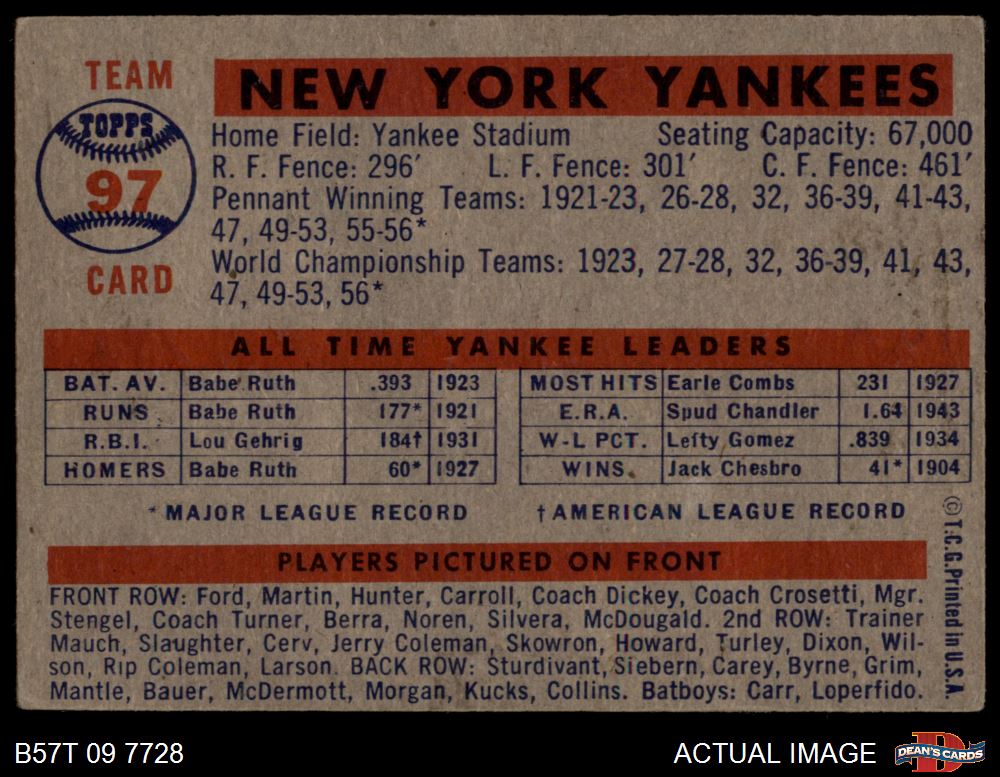 TEAM
TOPPS
97
CARD
NEW YORK YANKEES
Home Field: Yankee Stadium Seating Capacity: 67,000
R. F. Fence: 296′ L. F. Fence: 301′ C. F. Fence: 461′
Pennant Winning Teams: 1921-23, 26-28, 32, 36-39, 41-43,
47, 49-53, 55-56*
World Championship Teams: 1923, 27-28, 32, 36-39, 41, 43,
47, 49-53, 56*
ALL TIME YANKEE LEADERS
BAT. AV. Babe Ruth .393 1923
RUNS Babe Ruth 177* 1921
R.B.I. Lou Gehrig 184† 1931
HOMERS Babe Ruth 60* 1927
MOST HITS Earle Combs 231 1927
E.R.A. Spud Chandler 1.64 1943
W-L PCT. Lefty Gomez .839 1934
WINS Jack Chesbro 41* 1904
*MAJOR LEAGUE RECORD †AMERICAN LEAGUE RECORD
PLAYERS PICTURED ON FRONT
FRONT ROW: Ford, Martin, Hunter, Carroll, Coach Dickey, Coach Crosetti, Mgr.
Stengel, Coach Turner, Berra, Noren, Silvera, McDougald. 2nd ROW: Trainer
Mauch, Slaughter, Cerv, Jerry Coleman, Skowron, Howard, Turley, Dixon, Wil-
son, Rip Coleman, Larson. BACK ROW: Sturdivant, Siebern, Carey, Byrne, Grim,
Mantle, Bauer, McDermott, Morgan, Kucks, Collins. Batboys: Carr, Loperfido.
© T.C.G. Printed in U.S.A.
B57T 09 7728
ACTUAL IMAGE
DEAN'S CARDS